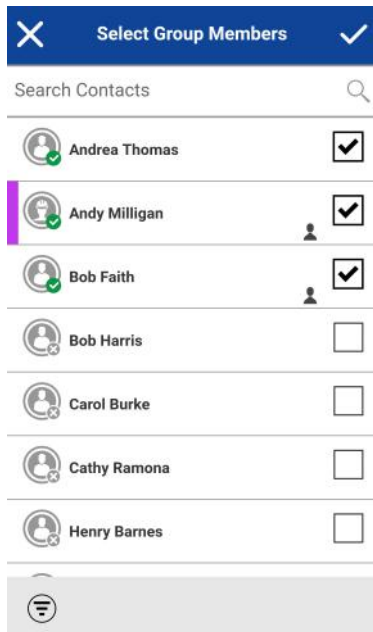 Select Group Members
Search Contacts
Andrea Thomas
Andy Milligan
Bob Faith
Bob Harris
Carol Burke
Cathy Ramona
Henry Barnes